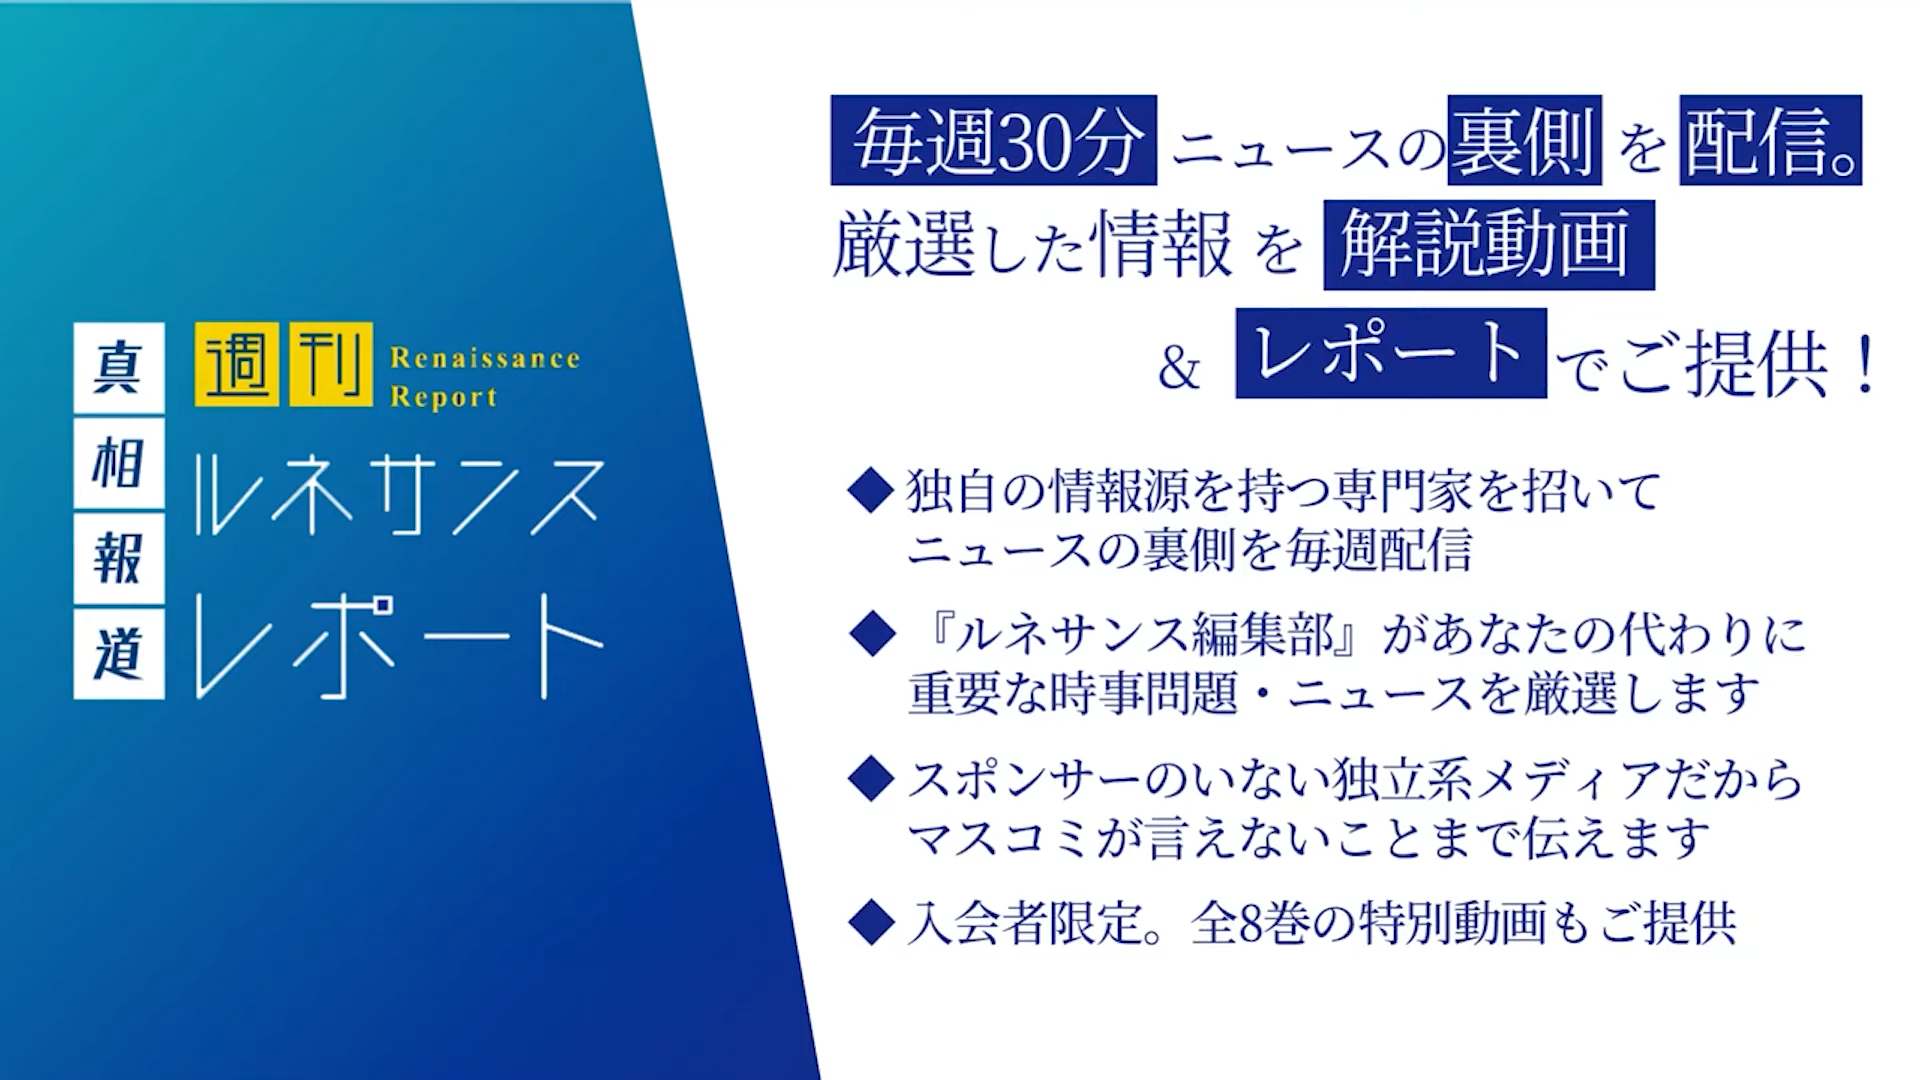 真相報道
週刊
Renaissance
Report
ルネサンス
レポート
毎週30分 ニュースの裏側 を 配信。
厳選した情報 を 解説動画
& レポート でご提供！
◆ 独自の情報源を持つ専門家を招いて
ニュースの裏側を毎週配信
◆ 『ルネサンス編集部』があなたの代わりに
重要な時事問題・ニュースを厳選します
◆ スポンサーのいない独立系メディアだから
マスコミが言えないことまで伝えます
◆ 入会者限定。全8巻の特別動画もご提供